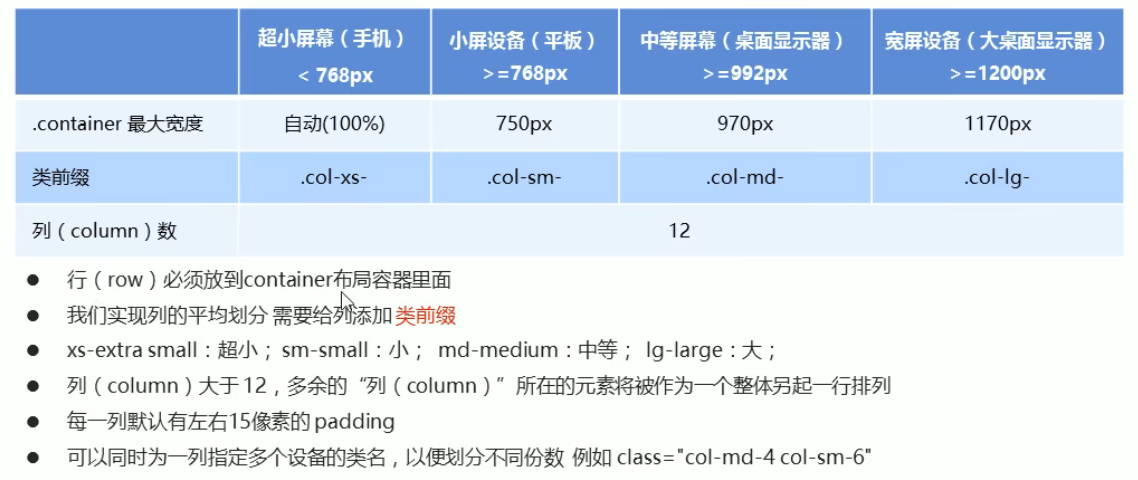 超小屏幕（手机） 小屏设备（平板） 中等屏幕（桌面显示器） 宽屏设备（大桌面显示器）
< 768px >=768px >=992px >=1200px
.container 最大宽度 自动(100%) 750px 970px 1170px
类前缀 .col-xs- .col-sm- .col-md- .col-lg-
列（column）数 12
● 行（row）必须放到container布局容器里面
● 我们实现列的平均划分 需要给列添加 类前缀
● xs-extra small：超小； sm-small：小； md-medium：中等； lg-large：大；
● 列（column）大于 12，多余的“列（column）”所在的元素将被作为一个整体另起一行排列
● 每一列默认有左右15像素的 padding
● 可以同时为一列指定多个设备的类名，以便划分不同份数 例如 class="col-md-4 col-sm-6"